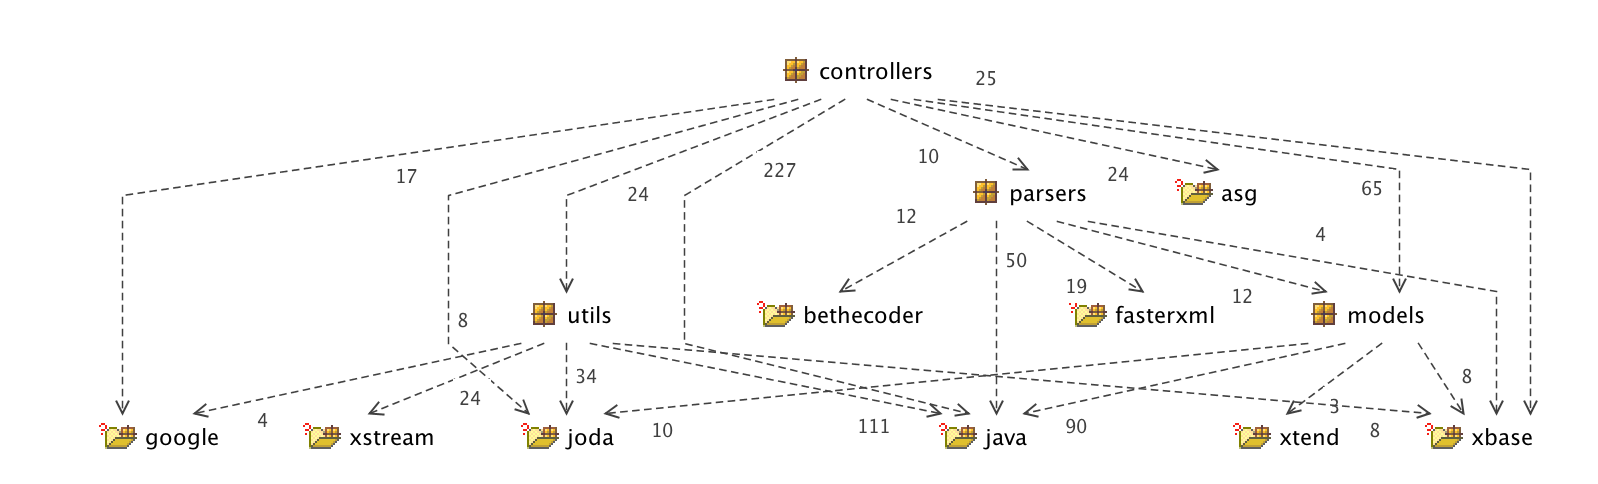 controllers
25
10
227
17
24
24
65
parsers
asg
12
4
50
19
12
8
utils
bethecoder
fasterxml
models
34
8
24
3
4
10
111
90
8
google
xstream
joda
java
xtend
xbase